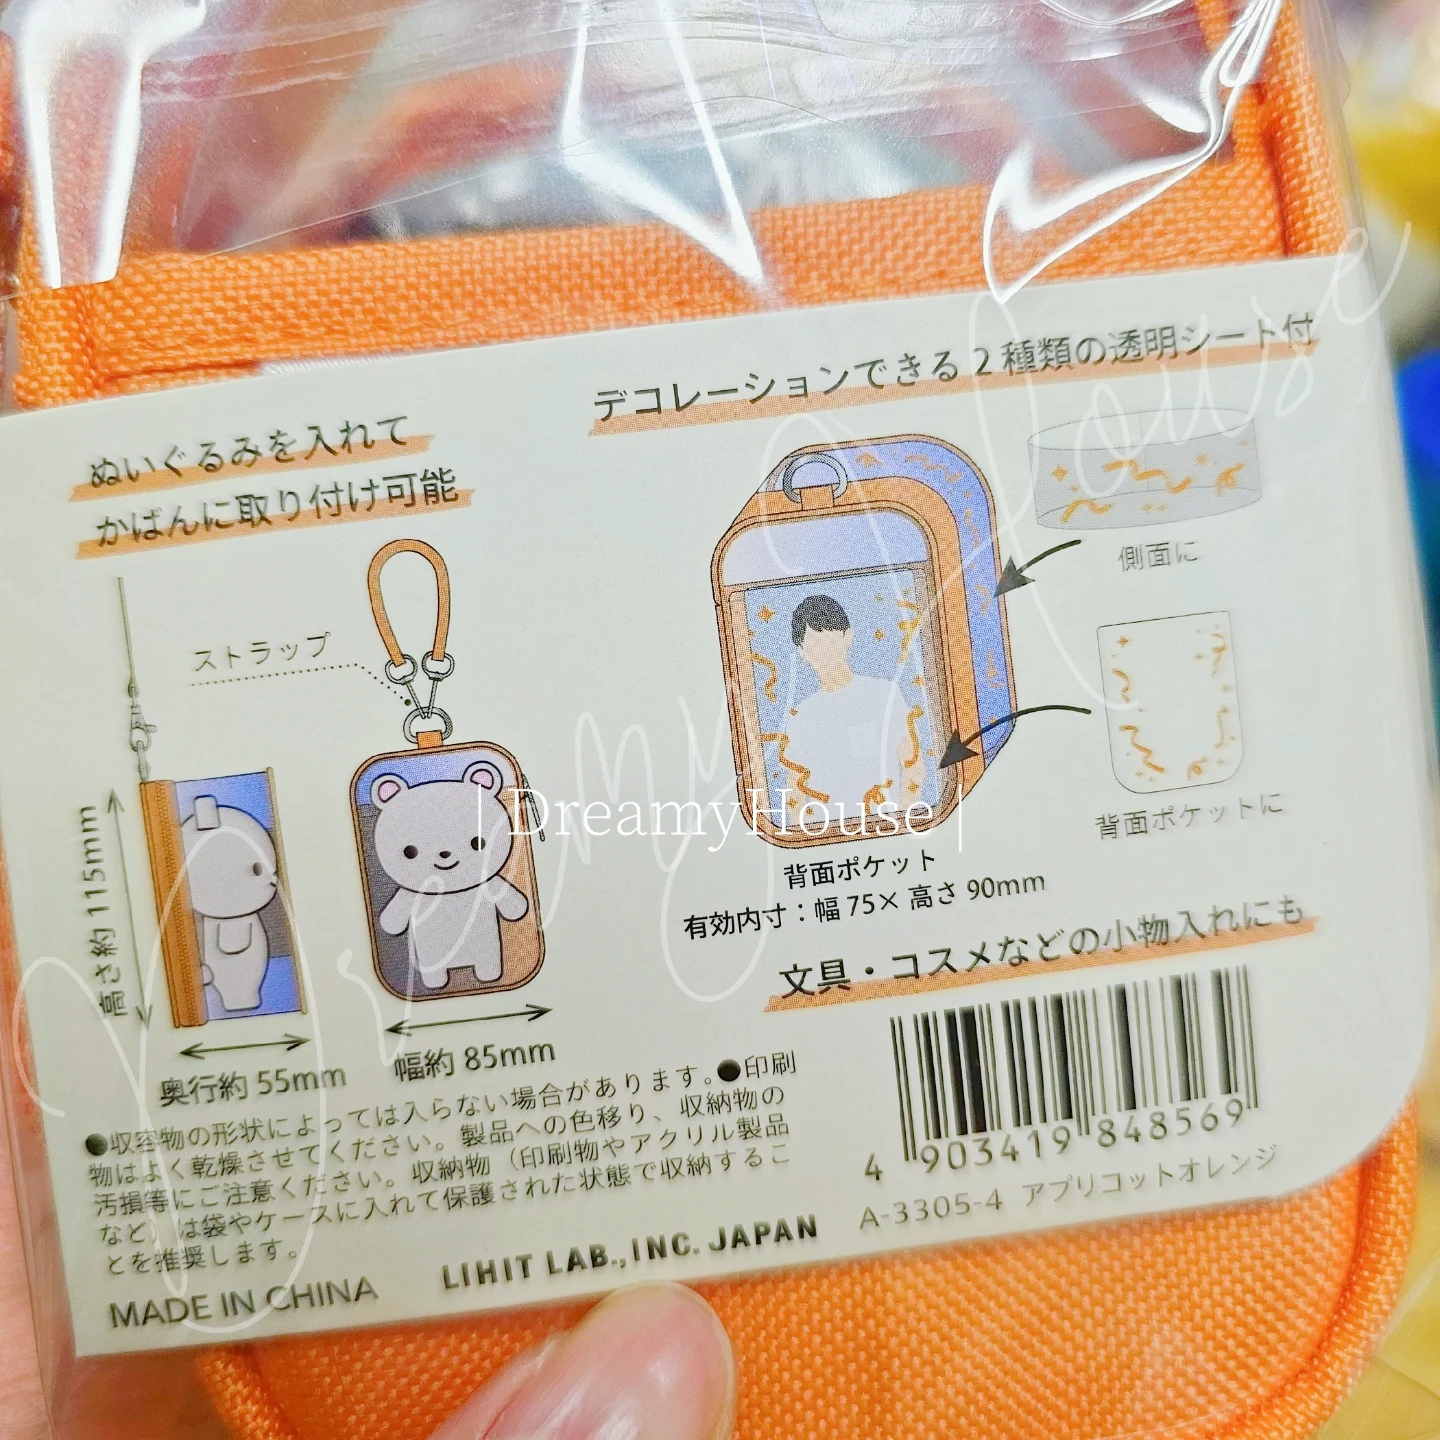 ぬいぐるみを入れて
かばんに取り付け可能
ストラップ
高さ約 115mm
奥行約 55mm
幅約 85mm
デコレーションできる 2 種類の透明シート付
側面に
背面ポケットに
背面ポケット
有効内寸：幅 75× 高さ 90mm
文具・コスメなどの小物入れにも
●収容物の形状によっては入らない場合があります。●印刷
物はよく乾燥させてください。製品への色移り、収納物の
汚損等にご注意ください。収納物（印刷物やアクリル製品
など）は袋やケースに入れて保護された状態で収納するこ
とを推奨します。
MADE IN CHINA
LIHIT LAB., INC. JAPAN
4 903419 848569
A-3305-4 アプリコットオレンジ
| DreamyHouse |
Dreamy House